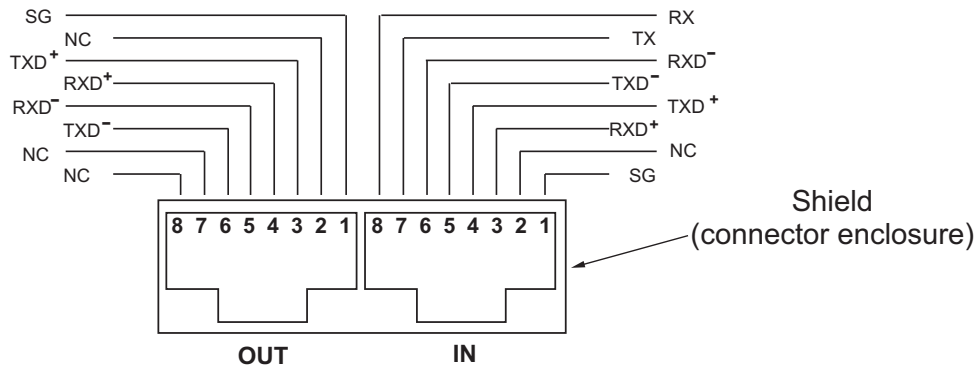 SG
NC
TXD+
RXD+
RXD-
TXD-
NC
NC
RX
TX
RXD-
TXD-
TXD+
RXD+
NC
SG
Shield
(connector enclosure)
8 7 6 5 4 3 2 1
8 7 6 5 4 3 2 1
OUT
IN